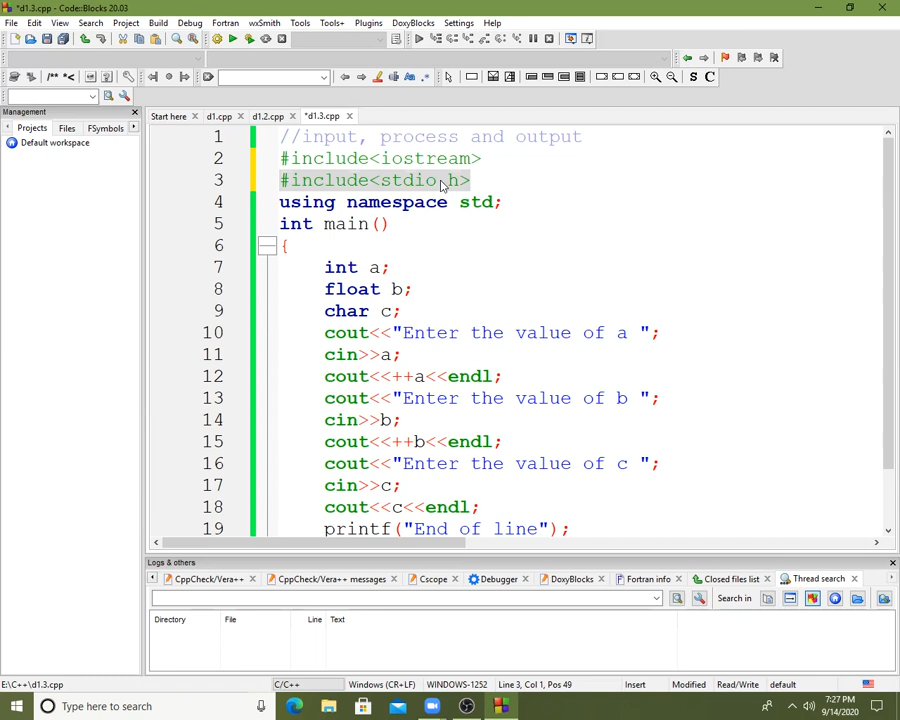 *d1.3.cpp - Code::Blocks 20.03
File Edit View Search Project Build Debug Fortran wxSmith Tools Tools+ Plugins DoxyBlocks Settings Help
Management
Projects Files FSymbols
Default workspace
Start here d1.cpp d1.2.cpp *d1.3.cpp
1 //input, process and output
2 #include<iostream>
3 #include<stdio.h>
4 using namespace std;
5 int main()
6 {
7 int a;
8 float b;
9 char c;
10 cout<<"Enter the value of a ";
11 cin>>a;
12 cout<<++a<<endl;
13 cout<<"Enter the value of b ";
14 cin>>b;
15 cout<<++b<<endl;
16 cout<<"Enter the value of c ";
17 cin>>c;
18 cout<<c<<endl;
19 printf("End of line");
Logs & others
CppCheck/Vera++ CppCheck/Vera++ messages Cscope Debugger DoxyBlocks Fortran info Closed files list Thread search
Search in
Directory File Line Text
E:\C++\d1.3.cpp C/C++ Windows (CR+LF) WINDOWS-1252 Line 3, Col 1, Pos 49 Insert Modified Read/Write default
Type here to search
7:27 PM
9/14/2020